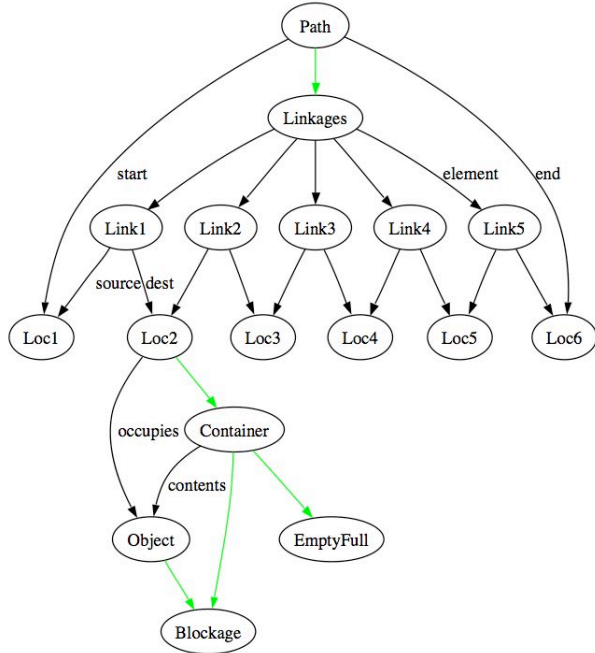 Path
Linkages
start
element
end
Link1
Link2
Link3
Link4
Link5
source
dest
Loc1
Loc2
Loc3
Loc4
Loc5
Loc6
occupies
Container
contents
Object
EmptyFull
Blockage